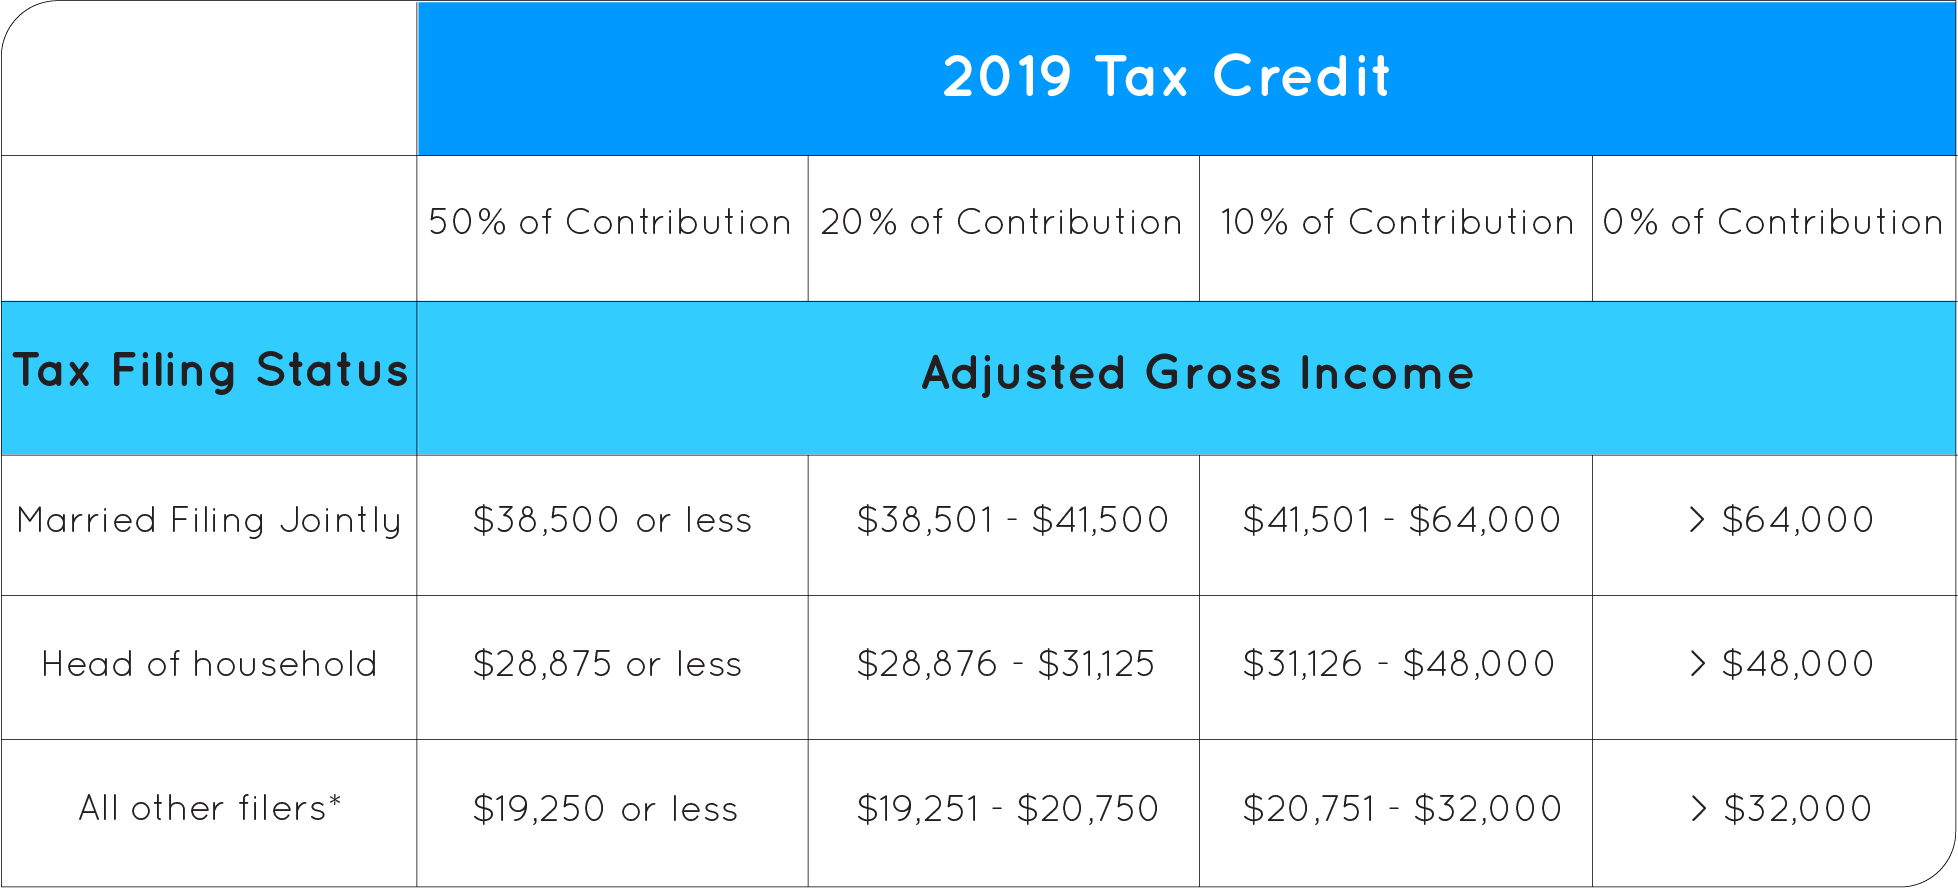 2019 Tax Credit
50% of Contribution 20% of Contribution 10% of Contribution 0% of Contribution
Tax Filing Status Adjusted Gross Income
Married Filing Jointly $38,500 or less $38,501 - $41,500 $41,501 - $64,000 > $64,000
Head of household $28,875 or less $28,876 - $31,125 $31,126 - $48,000 > $48,000
All other filers* $19,250 or less $19,251 - $20,750 $20,751 - $32,000 > $32,000